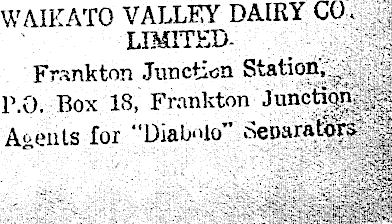 WAIKATO VALLEY DAIRY CO.
LIMITED.
Frankton Junction Station,
P.O. Box 18, Frankton Junction
Agents for "Diabolo" Separators